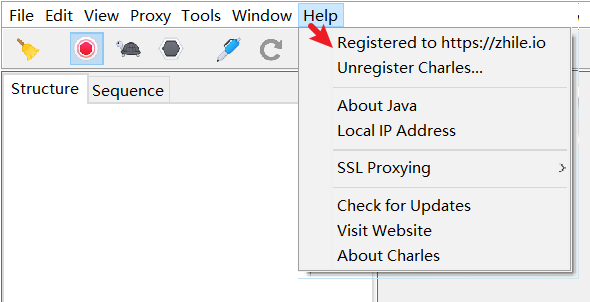 File Edit View Proxy Tools Window Help
Registered to https://zhile.io
Unregister Charles...
Structure Sequence
About Java
Local IP Address
SSL Proxying
Check for Updates
Visit Website
About Charles